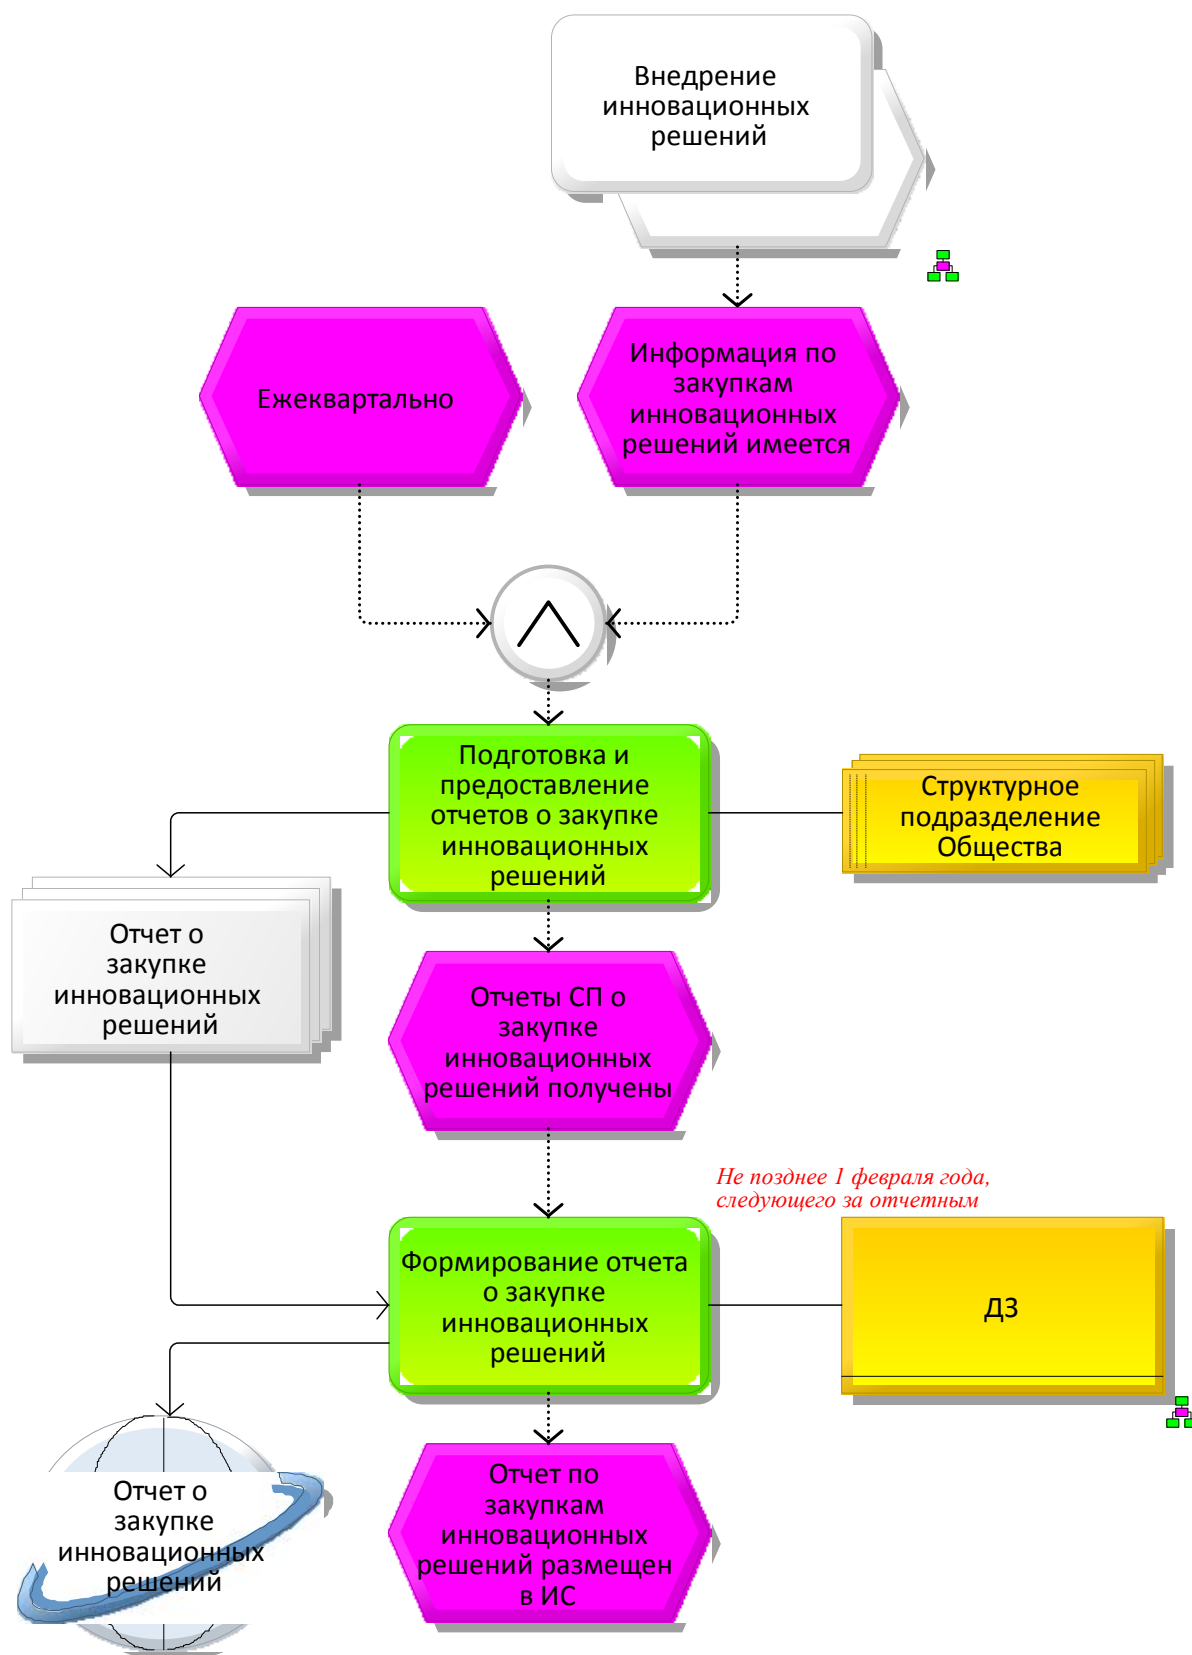 Внедрение
инновационных
решений
Ежеквартально
Информация по
закупкам
инновационных
решений имеется
Подготовка и
предоставление
отчетов о закупке
инновационных
решений
Структурное
подразделение
Общества
Отчет о
закупке
инновационных
решений
Отчеты СП о
закупке
инновационных
решений получены
Не позднее 1 февраля года,
следующего за отчетным
Формирование отчета
о закупке
инновационных
решений
ДЗ
Отчет о
закупке
инновационных
решений
Отчет по
закупкам
инновационных
решений размещен
в ИС